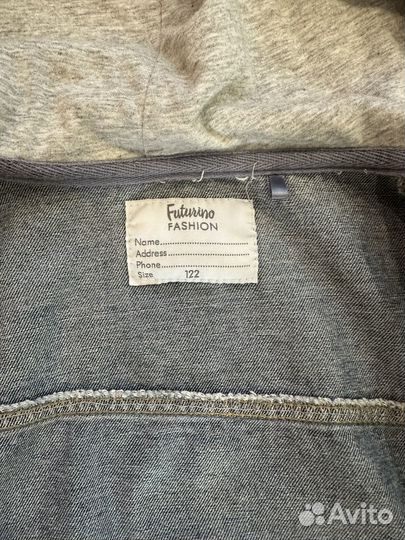 Futurino
FASHION
Name
Address
Phone
Size 122
Avito